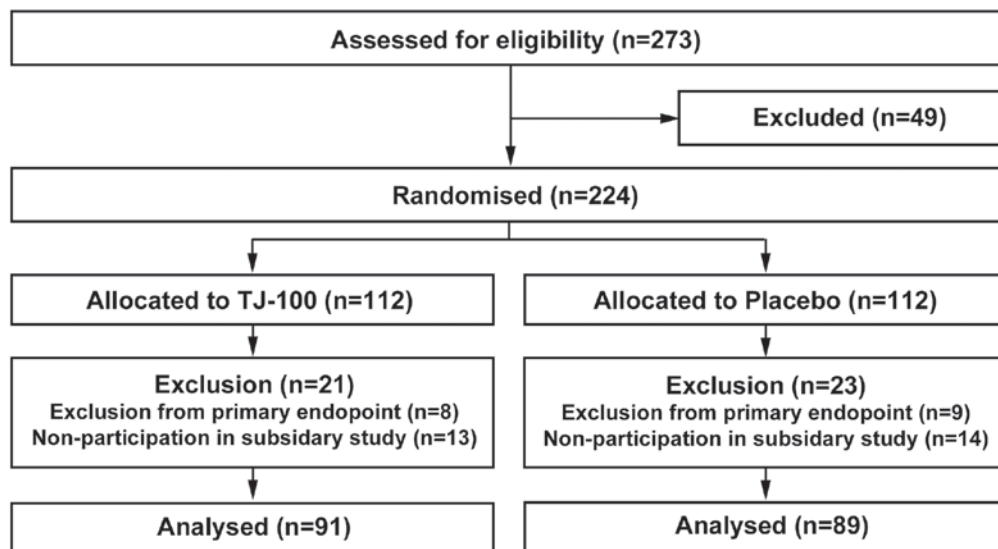 Assessed for eligibility (n=273)
Excluded (n=49)
Randomised (n=224)
Allocated to TJ-100 (n=112)
Allocated to Placebo (n=112)
Exclusion (n=21)
Exclusion from primary endopoint (n=8)
Non-participation in subsidary study (n=13)
Exclusion (n=23)
Exclusion from primary endopoint (n=9)
Non-participation in subsidary study (n=14)
Analysed (n=91)
Analysed (n=89)